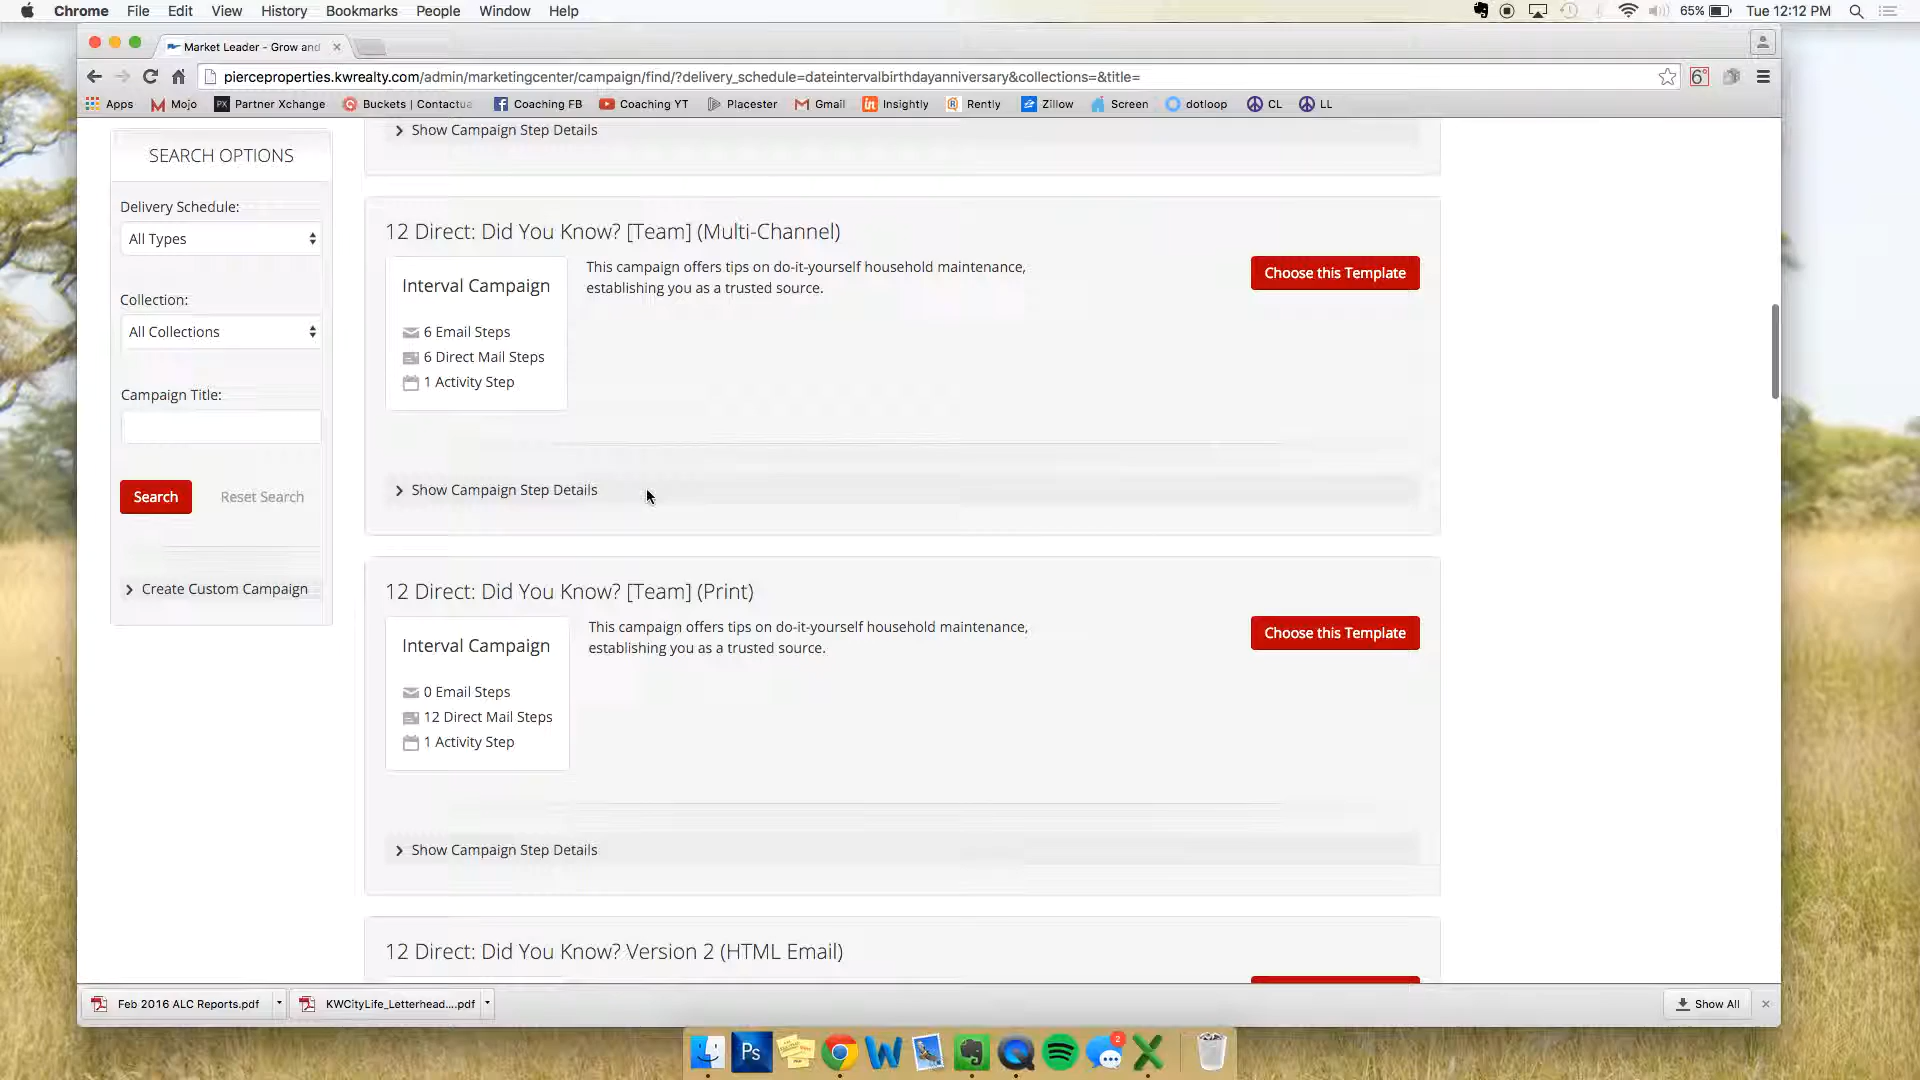 Chrome File Edit View History Bookmarks People Window Help 65% Tue 12:12 PM
Market Leader - Grow and
pierceproperties.kwrealty.com/admin/marketingcenter/campaign/find/?delivery_schedule=dateintervalbirthdayanniversary&collections=&title=
6°
Apps Mojo PX Partner Xchange Buckets | Contactua Coaching FB Coaching YT Placester Gmail Insightly Rently Zillow Screen dotloop CL LL
Show Campaign Step Details
SEARCH OPTIONS
Delivery Schedule:
All Types
Collection:
All Collections
Campaign Title:
Search Reset Search
Create Custom Campaign
12 Direct: Did You Know? [Team] (Multi-Channel)
Interval Campaign
6 Email Steps
6 Direct Mail Steps
1 Activity Step
This campaign offers tips on do-it-yourself household maintenance,
establishing you as a trusted source.
Choose this Template
Show Campaign Step Details
12 Direct: Did You Know? [Team] (Print)
Interval Campaign
0 Email Steps
12 Direct Mail Steps
1 Activity Step
This campaign offers tips on do-it-yourself household maintenance,
establishing you as a trusted source.
Choose this Template
Show Campaign Step Details
12 Direct: Did You Know? Version 2 (HTML Email)
Feb 2016 ALC Reports.pdf KWCityLife_Letterhead....pdf Show All
Ps W 2